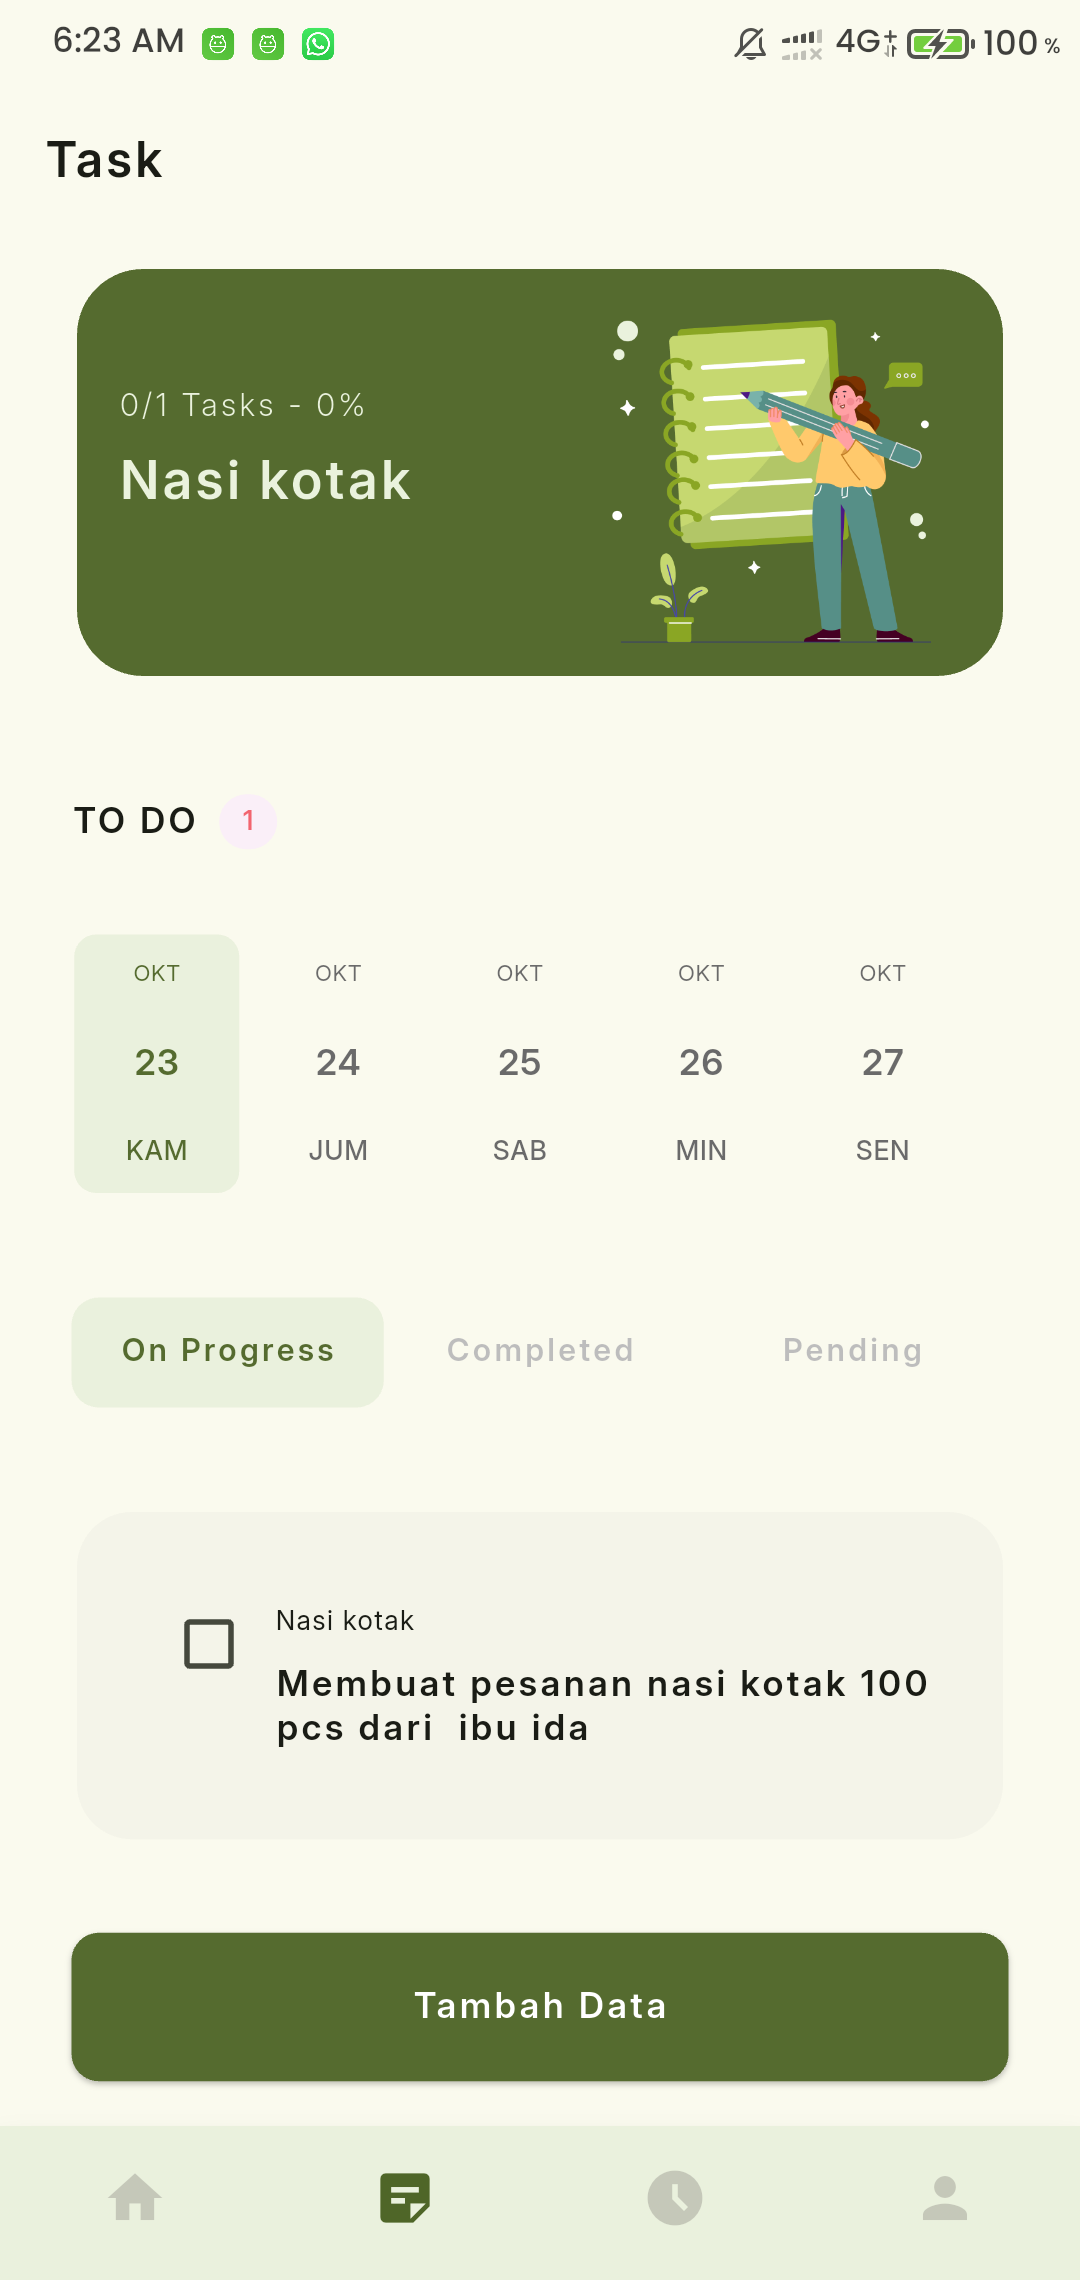 6:23 AM 4G+ 100 %
Task
0/1 Tasks - 0%
Nasi kotak
TO DO 1
OKT OKT OKT OKT OKT
23 24 25 26 27
KAM JUM SAB MIN SEN
On Progress Completed Pending
Nasi kotak
Membuat pesanan nasi kotak 100
pcs dari  ibu ida
Tambah Data